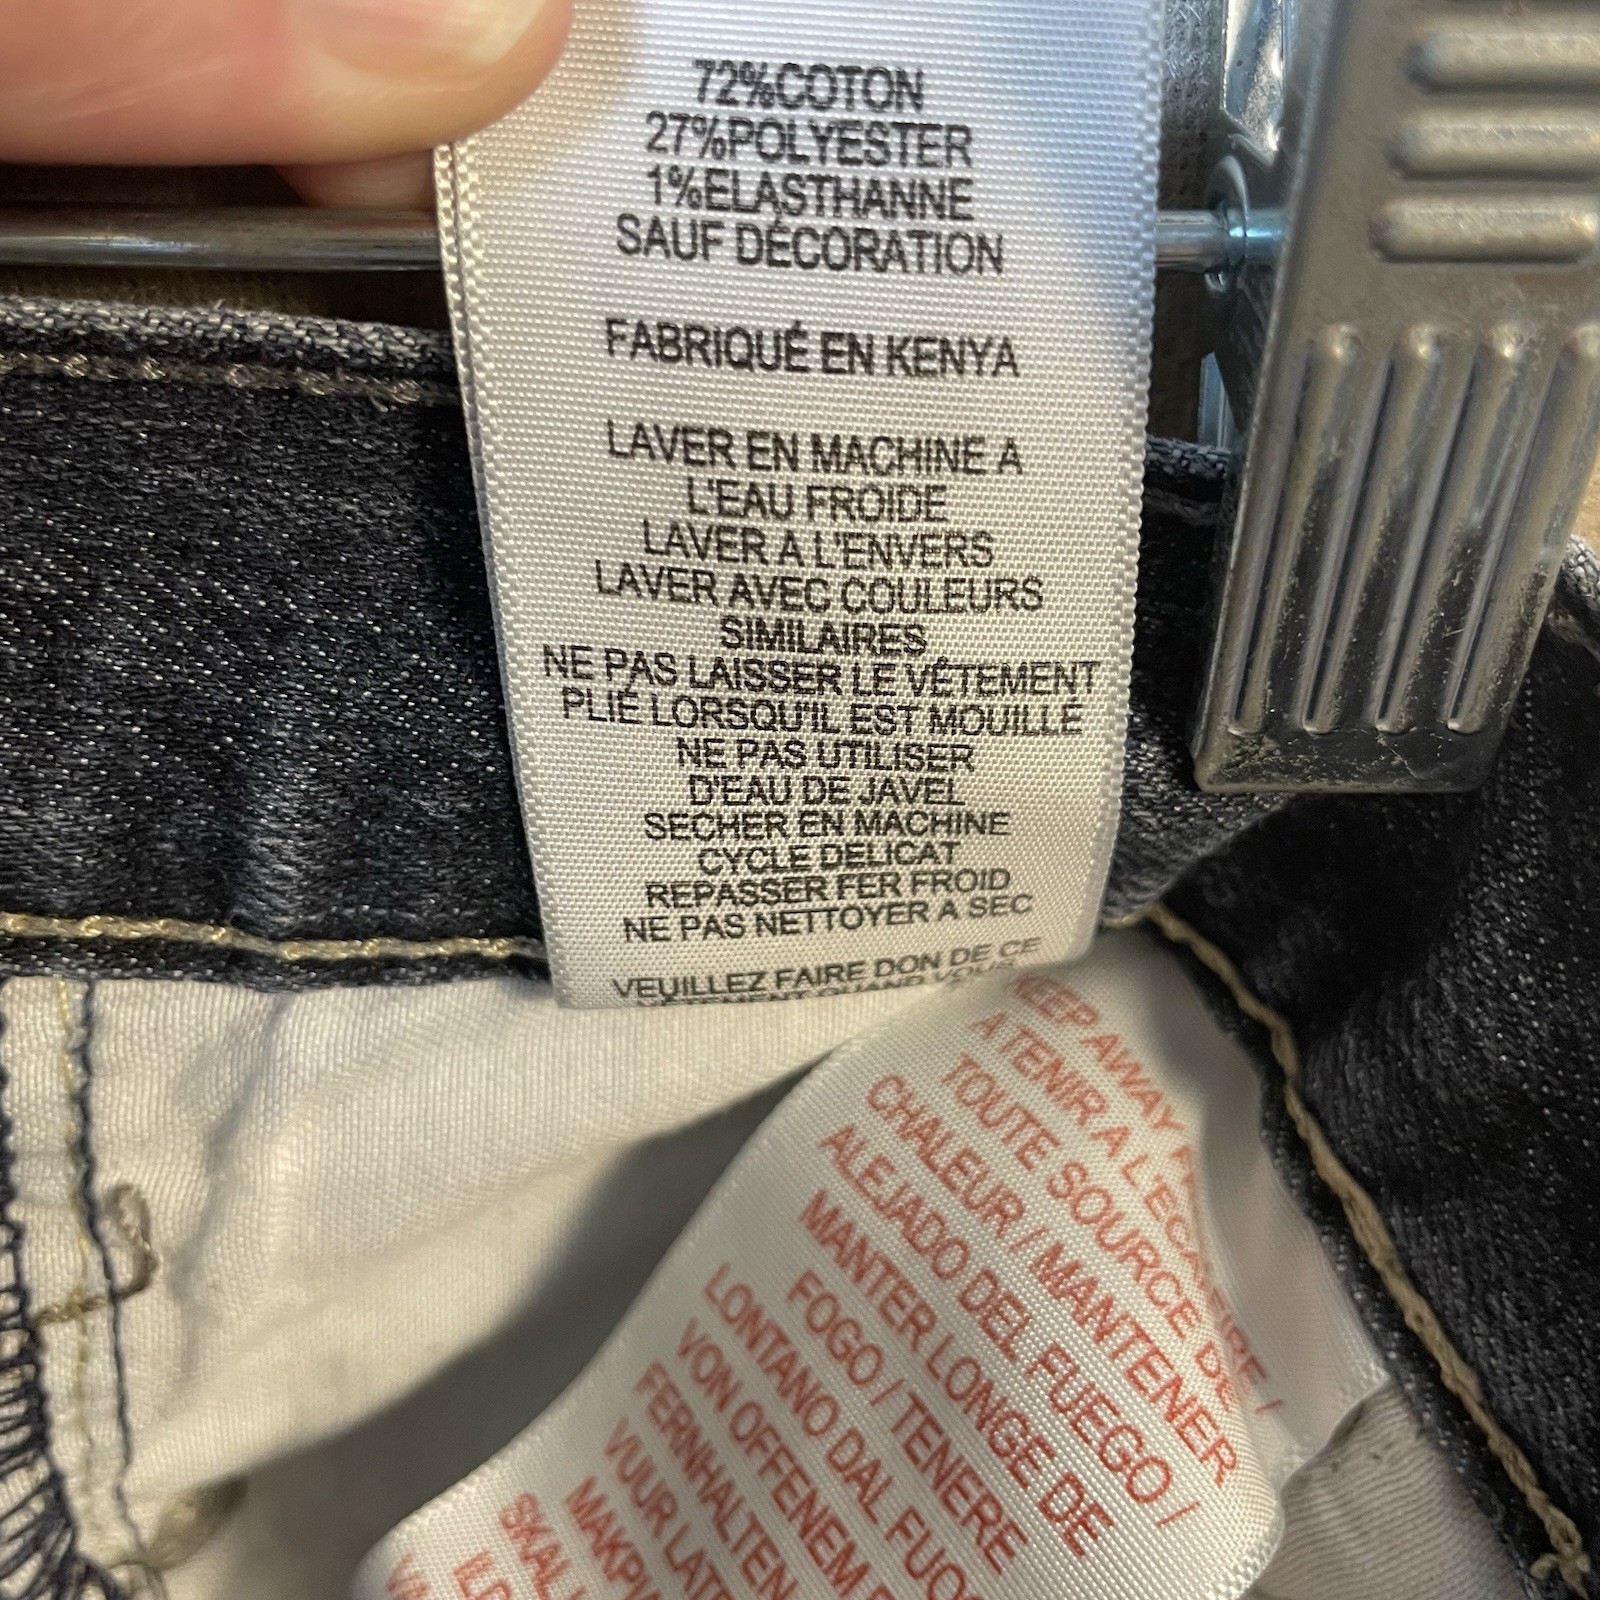 72%COTON
27%POLYESTER
1%ELASTHANNE
SAUF DÉCORATION
FABRIQUÉ EN KENYA
LAVER EN MACHINE A
L'EAU FROIDE
LAVER A L'ENVERS
LAVER AVEC COULEURS
SIMILAIRES
NE PAS LAISSER LE VÊTEMENT
PLIÉ LORSQU'IL EST MOUILLÉ
NE PAS UTILISER
D'EAU DE JAVEL
SECHER EN MACHINE
CYCLE DELICAT
REPASSER FER FROID
NE PAS NETTOYER A SEC
VEUILLEZ FAIRE DON DE CE
QUAND VOUS
KEEP AWAY
A TENIR A L'ECART DE
TOUTE SOURCE DE
CHALEUR / MANTENER
ALEJADO DEL FUEGO /
MANTER LONGE DE
FOGO / TENERE
LONTANO DAL
VON OFFENEM
FERNHALTEN
VUUR
SKAL